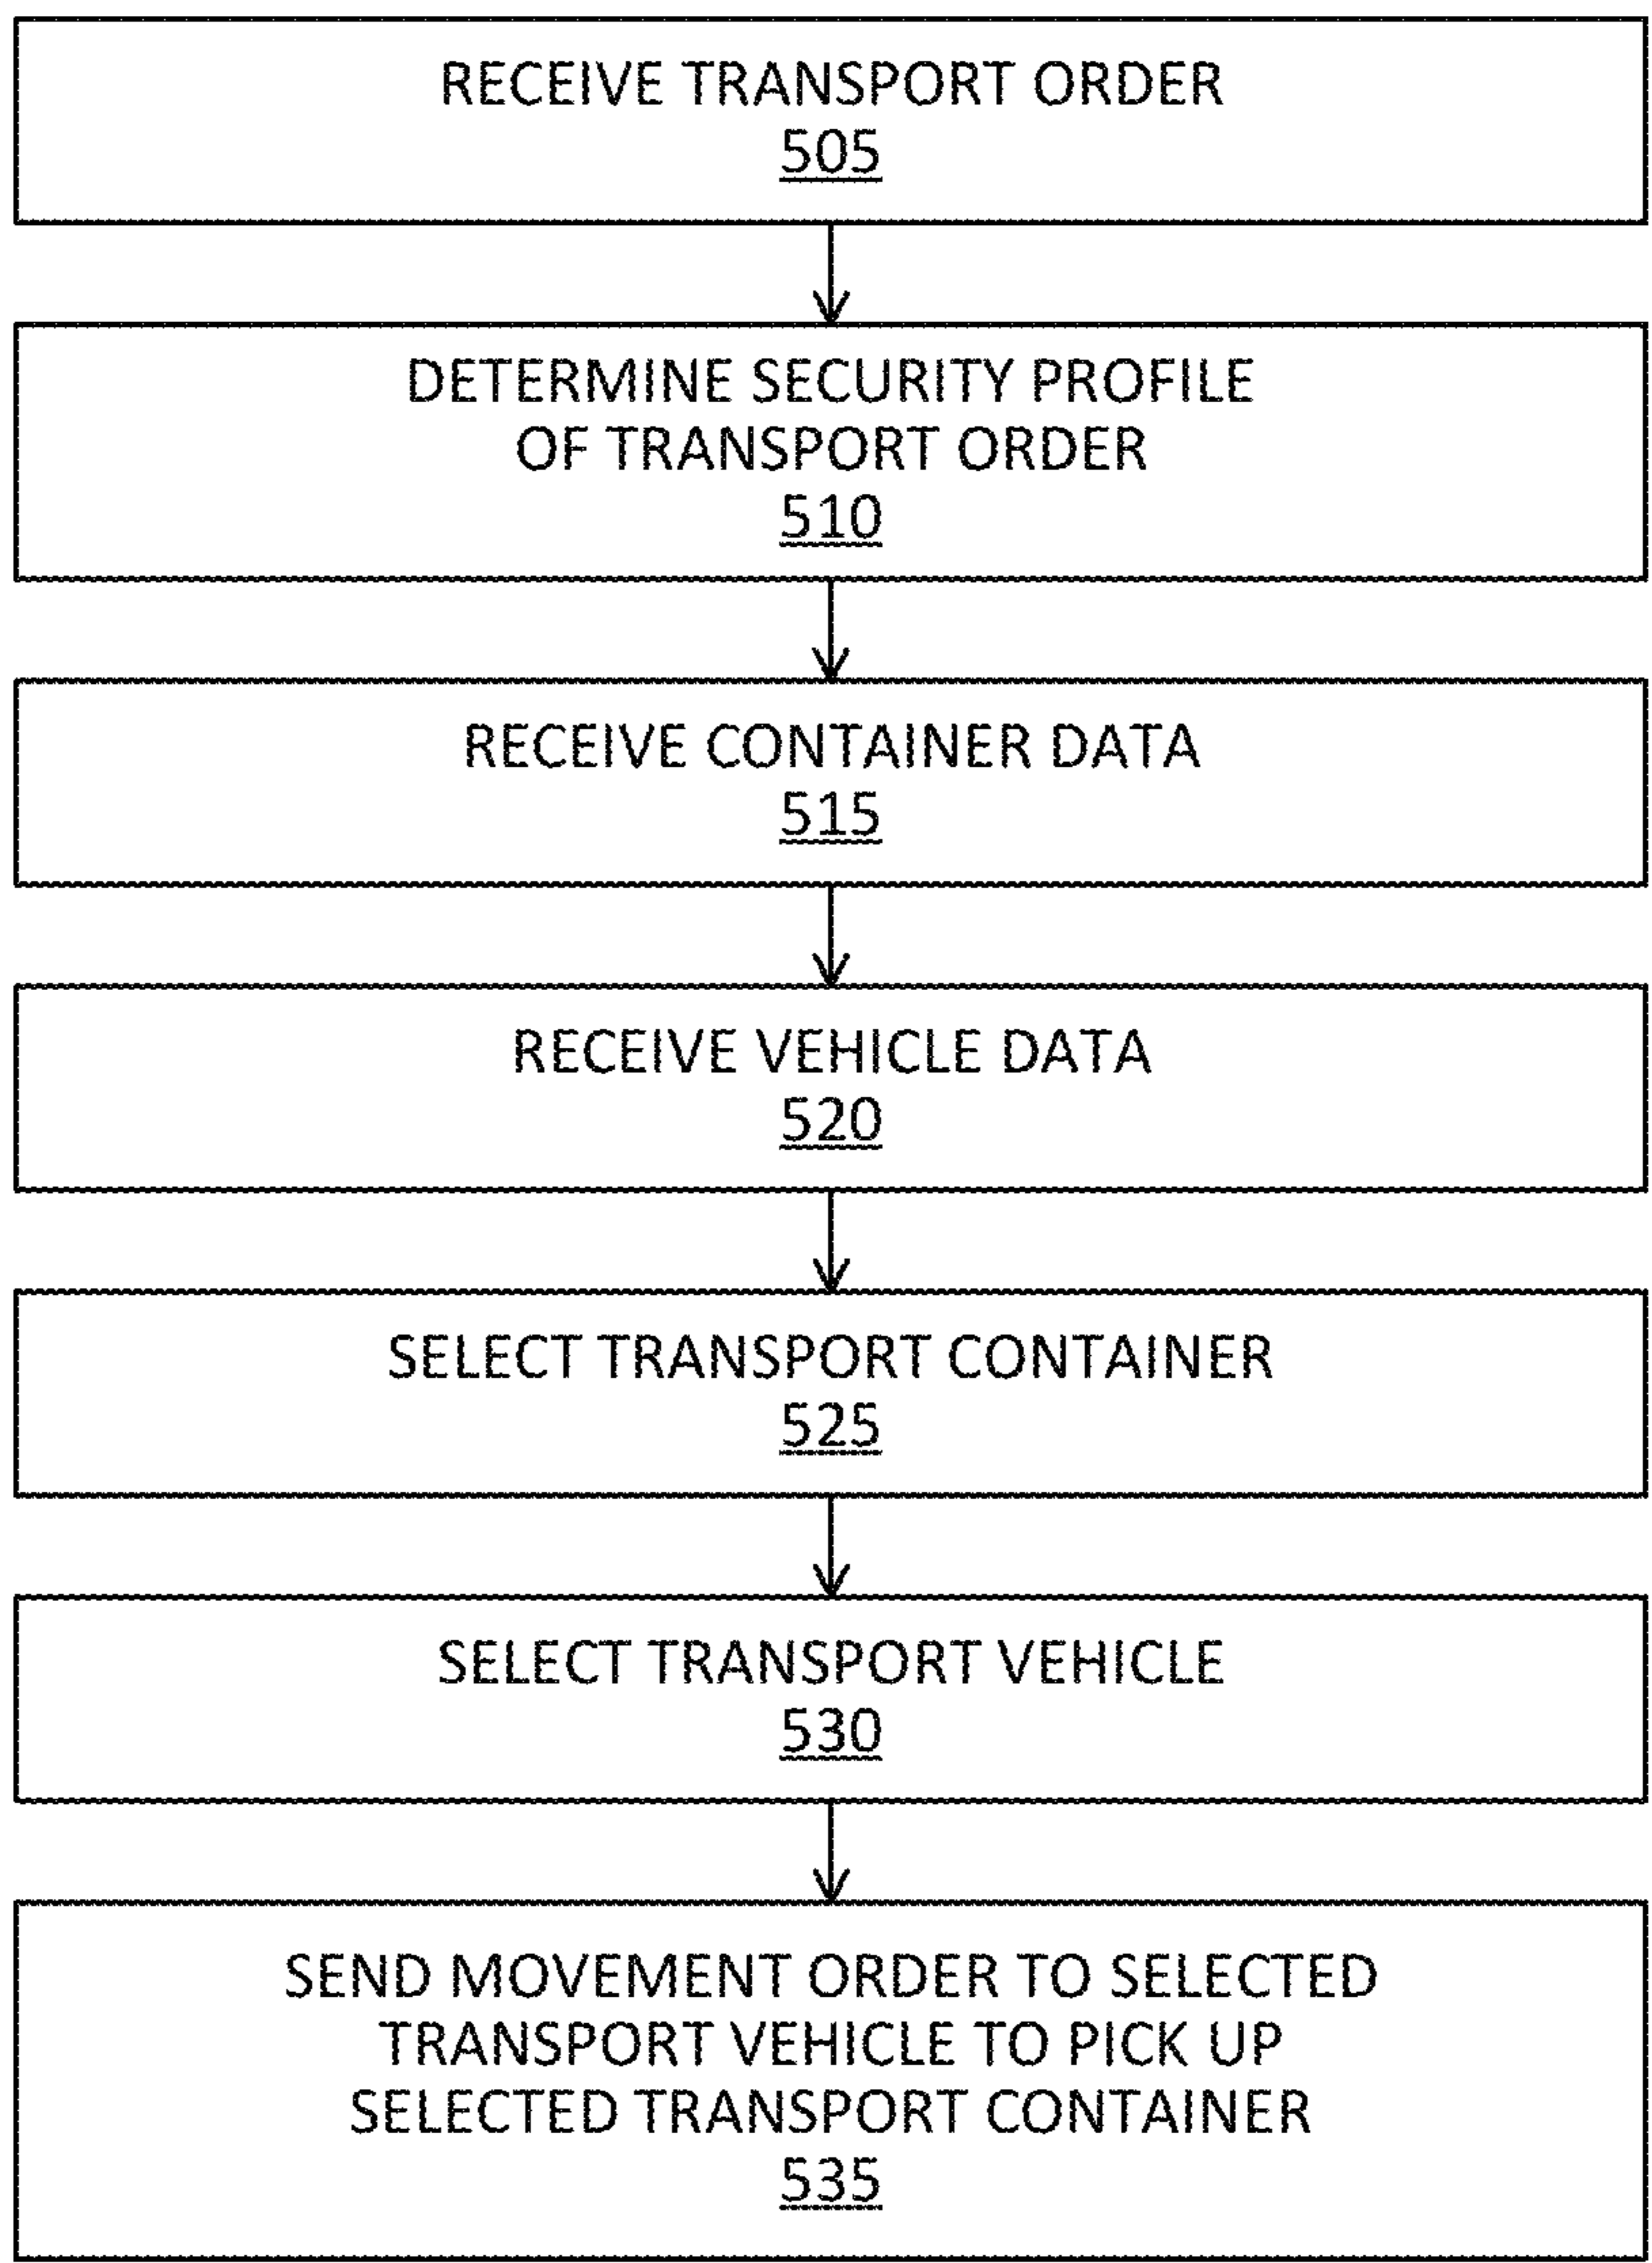 RECEIVE TRANSPORT ORDER
505
DETERMINE SECURITY PROFILE
OF TRANSPORT ORDER
510
RECEIVE CONTAINER DATA
515
RECEIVE VEHICLE DATA
520
SELECT TRANSPORT CONTAINER
525
SELECT TRANSPORT VEHICLE
530
SEND MOVEMENT ORDER TO SELECTED
TRANSPORT VEHICLE TO PICK UP
SELECTED TRANSPORT CONTAINER
535